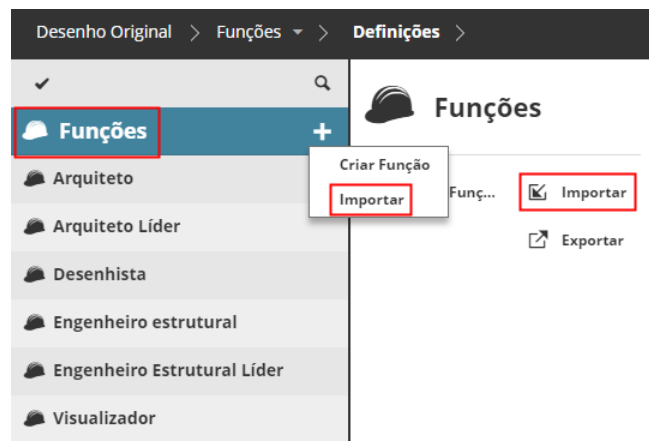 Desenho Original > Funções > Definições >
Funções
Funções +
Criar Função
Importar
Funç...
Importar
Exportar
Arquiteto
Arquiteto Líder
Desenhista
Engenheiro estrutural
Engenheiro Estrutural Líder
Visualizador